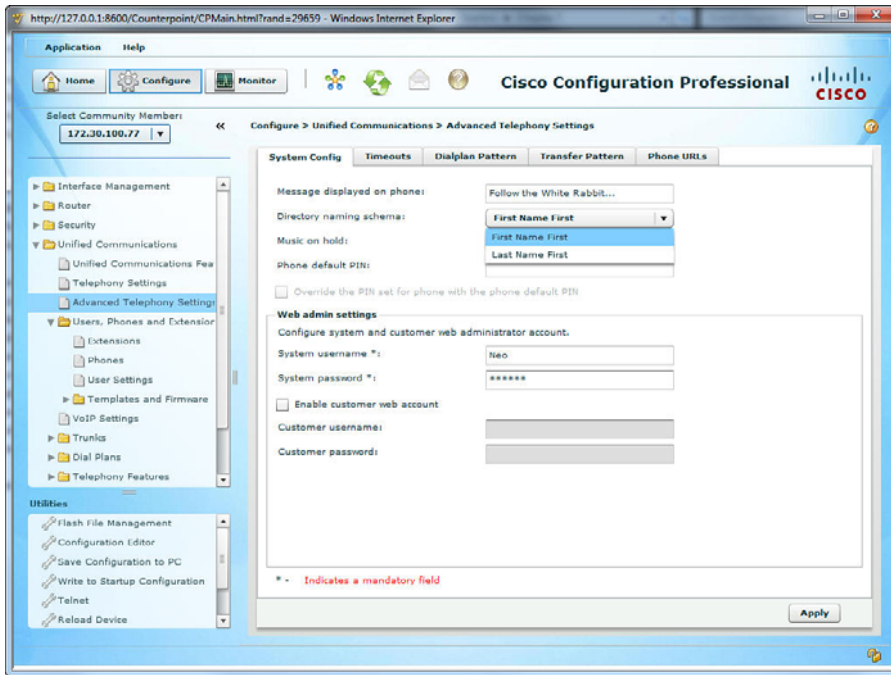 http://127.0.0.1:8600/Counterpoint/CPMain.html?rand=29659 - Windows Internet Explorer
Application Help
Home Configure Monitor Cisco Configuration Professional CISCO
Select Community Member:
172.30.100.77
Configure > Unified Communications > Advanced Telephony Settings
System Config Timeouts Dialplan Pattern Transfer Pattern Phone URLs
Interface Management
Router
Security
Unified Communications
Unified Communications Fea
Telephony Settings
Advanced Telephony Settings
Users, Phones and Extension
Extensions
Phones
User Settings
Templates and Firmware
VoIP Settings
Trunks
Dial Plans
Telephony Features
Utilities
Flash File Management
Configuration Editor
Save Configuration to PC
Write to Startup Configuration
Telnet
Reload Device
Message displayed on phone: Follow the White Rabbit...
Directory naming schema: First Name First
First Name First
Last Name First
Music on hold:
Phone default PIN:
Override the PIN set for phone with the phone default PIN
Web admin settings
Configure system and customer web administrator account.
System username *: Neo
System password *: ******
Enable customer web account
Customer username:
Customer password:
* - Indicates a mandatory field
Apply